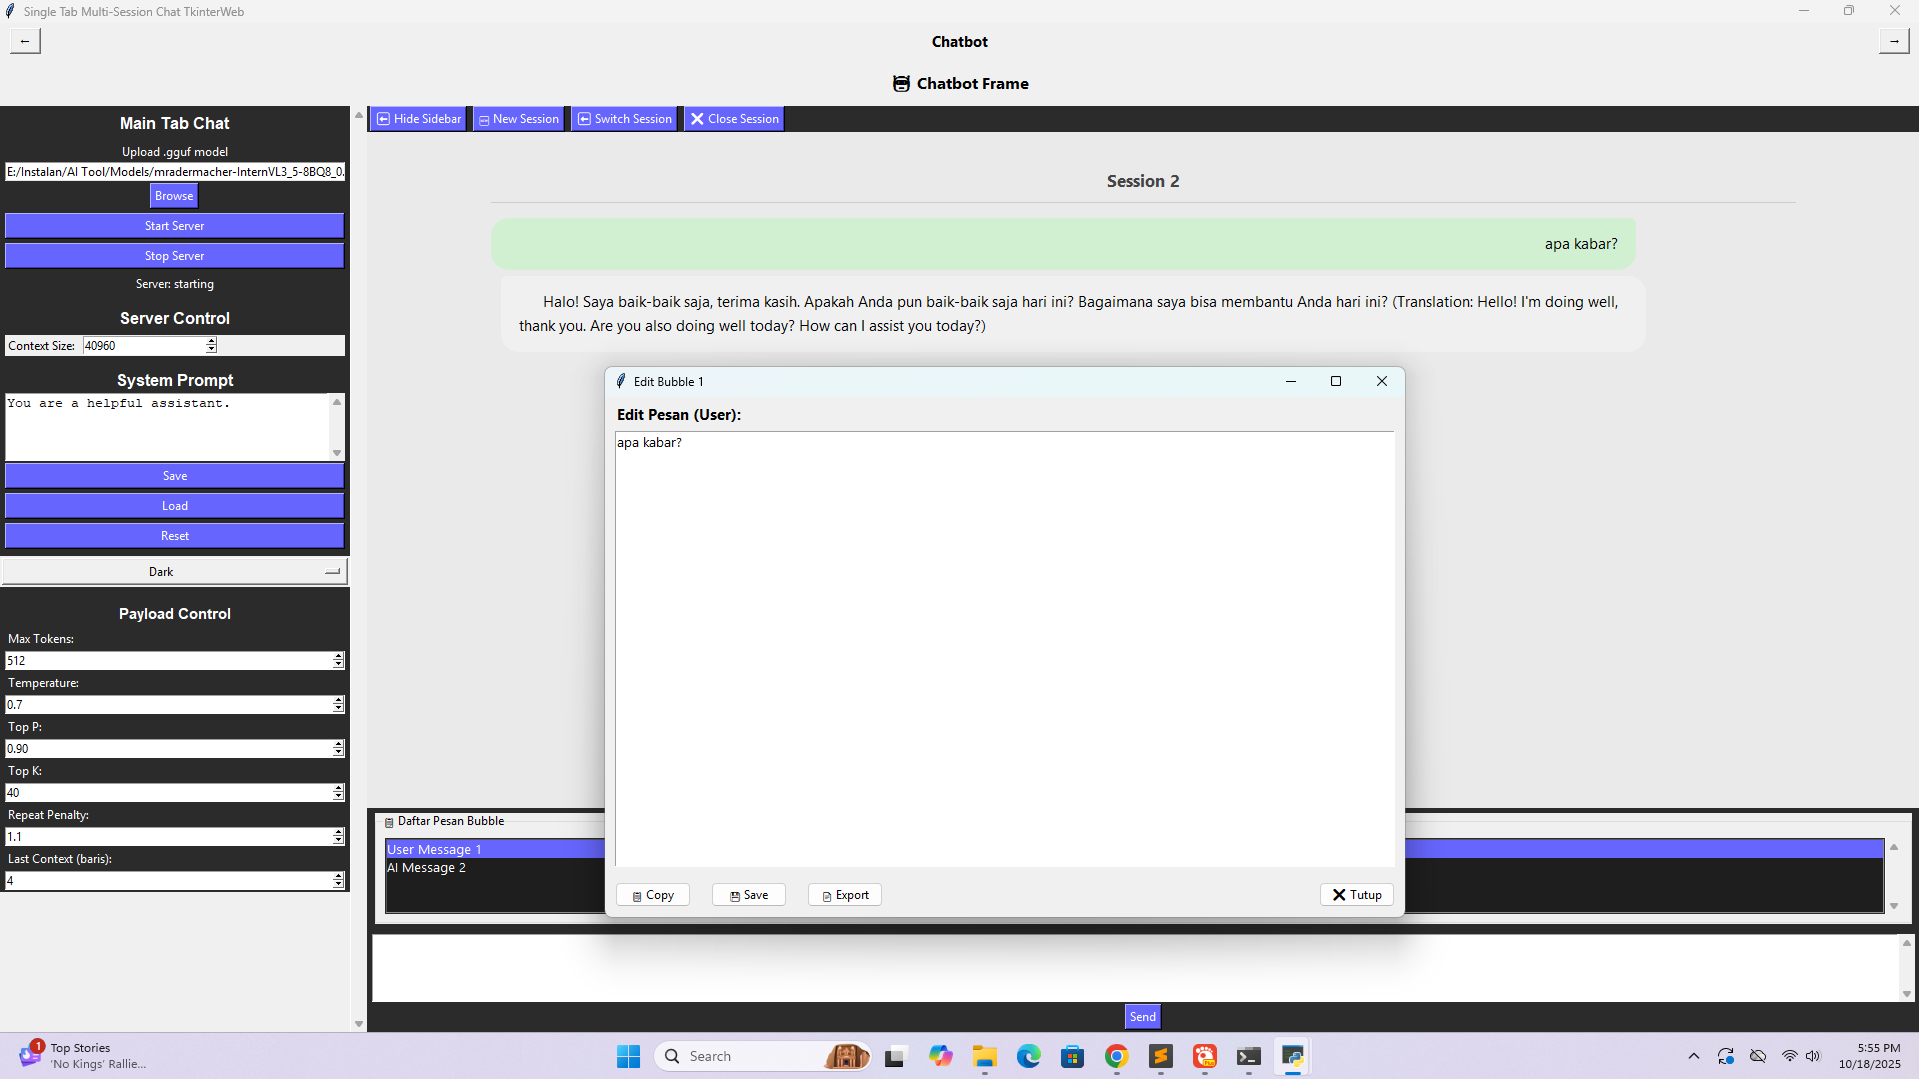 Single Tab Multi-Session Chat TkinterWeb
←
Chatbot
→
Chatbot Frame
Main Tab Chat
Upload .gguf model
E:/Instalan/AI Tool/Models/mradermacher-InternVL3_5-8BQ8_0.
Browse
Start Server
Stop Server
Server: starting
Server Control
Context Size: 40960
System Prompt
You are a helpful assistant.
Save
Load
Reset
Dark
Payload Control
Max Tokens:
512
Temperature:
0.7
Top P:
0.90
Top K:
40
Repeat Penalty:
1.1
Last Context (baris):
4
Hide Sidebar
New Session
Switch Session
Close Session
Session 2
apa kabar?
Halo! Saya baik-baik saja, terima kasih. Apakah Anda pun baik-baik saja hari ini? Bagaimana saya bisa membantu Anda hari ini? (Translation: Hello! I'm doing well,
thank you. Are you also doing well today? How can I assist you today?)
Edit Bubble 1
Edit Pesan (User):
apa kabar?
Copy
Save
Export
Tutup
Daftar Pesan Bubble
User Message 1
AI Message 2
Send
1
Top Stories
'No Kings' Rallie...
Search
5:55 PM
10/18/2025